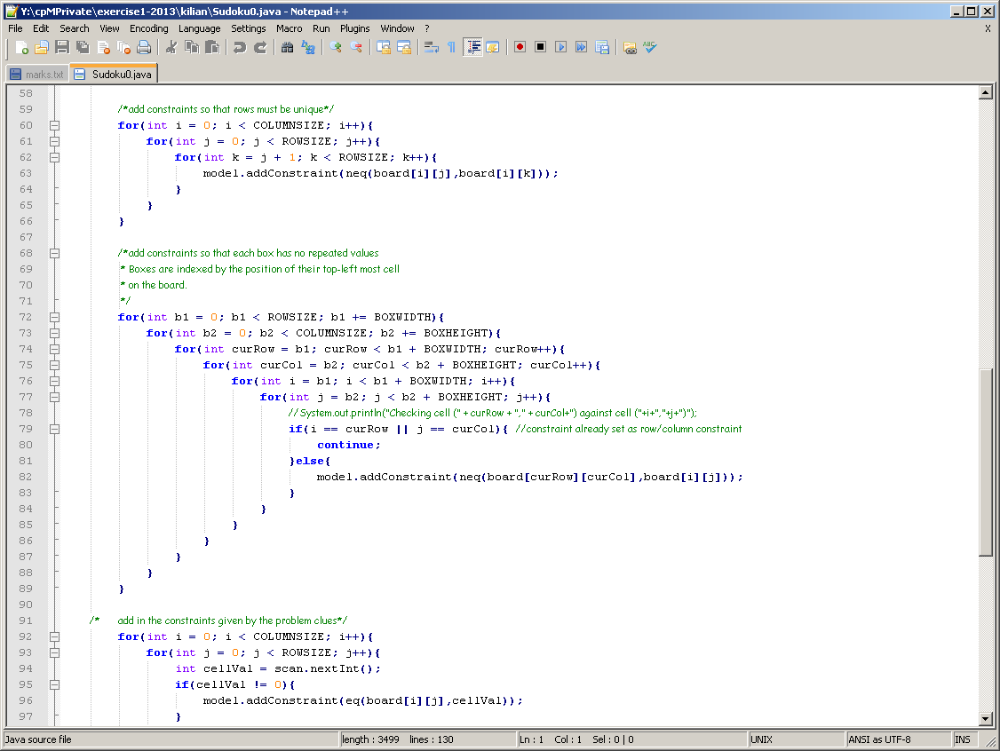 Y:\cpMPrivate\exercise1-2013\kilian\Sudoku0.java - Notepad++
File Edit Search View Encoding Language Settings Macro Run Plugins Window ? X
marks.txt Sudoku0.java
58
59 /*add constraints so that rows must be unique*/
60 for(int i = 0; i < COLUMNSIZE; i++){
61 for(int j = 0; j < ROWSIZE; j++){
62 for(int k = j + 1; k < ROWSIZE; k++){
63 model.addConstraint(neq(board[i][j],board[i][k]));
64 }
65 }
66 }
67
68 /*add constraints so that each box has no repeated values
69 * Boxes are indexed by the position of their top-left most cell
70 * on the board.
71 */
72 for(int b1 = 0; b1 < ROWSIZE; b1 += BOXWIDTH){
73 for(int b2 = 0; b2 < COLUMNSIZE; b2 += BOXHEIGHT){
74 for(int curRow = b1; curRow < b1 + BOXWIDTH; curRow++){
75 for(int curCol = b2; curCol < b2 + BOXHEIGHT; curCol++){
76 for(int i = b1; i < b1 + BOXWIDTH; i++){
77 for(int j = b2; j < b2 + BOXHEIGHT; j++){
78 // System.out.println("Checking cell (" + curRow + "," + curCol+") against cell ("+i+","+j+")");
79 if(i == curRow || j == curCol){ //constraint already set as row/column constraint
80 continue;
81 }else{
82 model.addConstraint(neq(board[curRow][curCol],board[i][j]));
83 }
84 }
85 }
86 }
87 }
88 }
89 }
90
91 /* add in the constraints given by the problem clues*/
92 for(int i = 0; i < COLUMNSIZE; i++){
93 for(int j = 0; j < ROWSIZE; j++){
94 int cellVal = scan.nextInt();
95 if(cellVal != 0){
96 model.addConstraint(eq(board[i][j],cellVal));
97 }
Java source file length : 3499 lines : 130 Ln : 1 Col : 1 Sel : 0 | 0 UNIX ANSI as UTF-8 INS